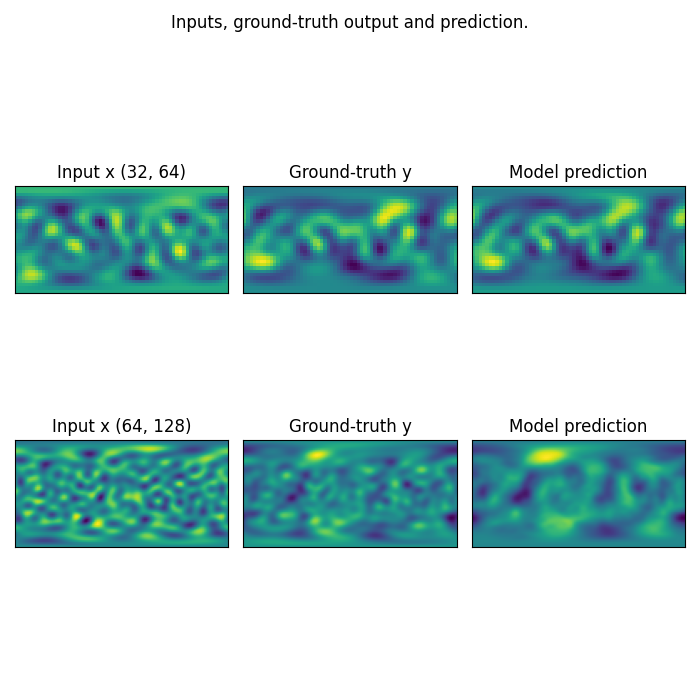 Inputs, ground-truth output and prediction.
Input x (32, 64)
Ground-truth y
Model prediction
Input x (64, 128)
Ground-truth y
Model prediction